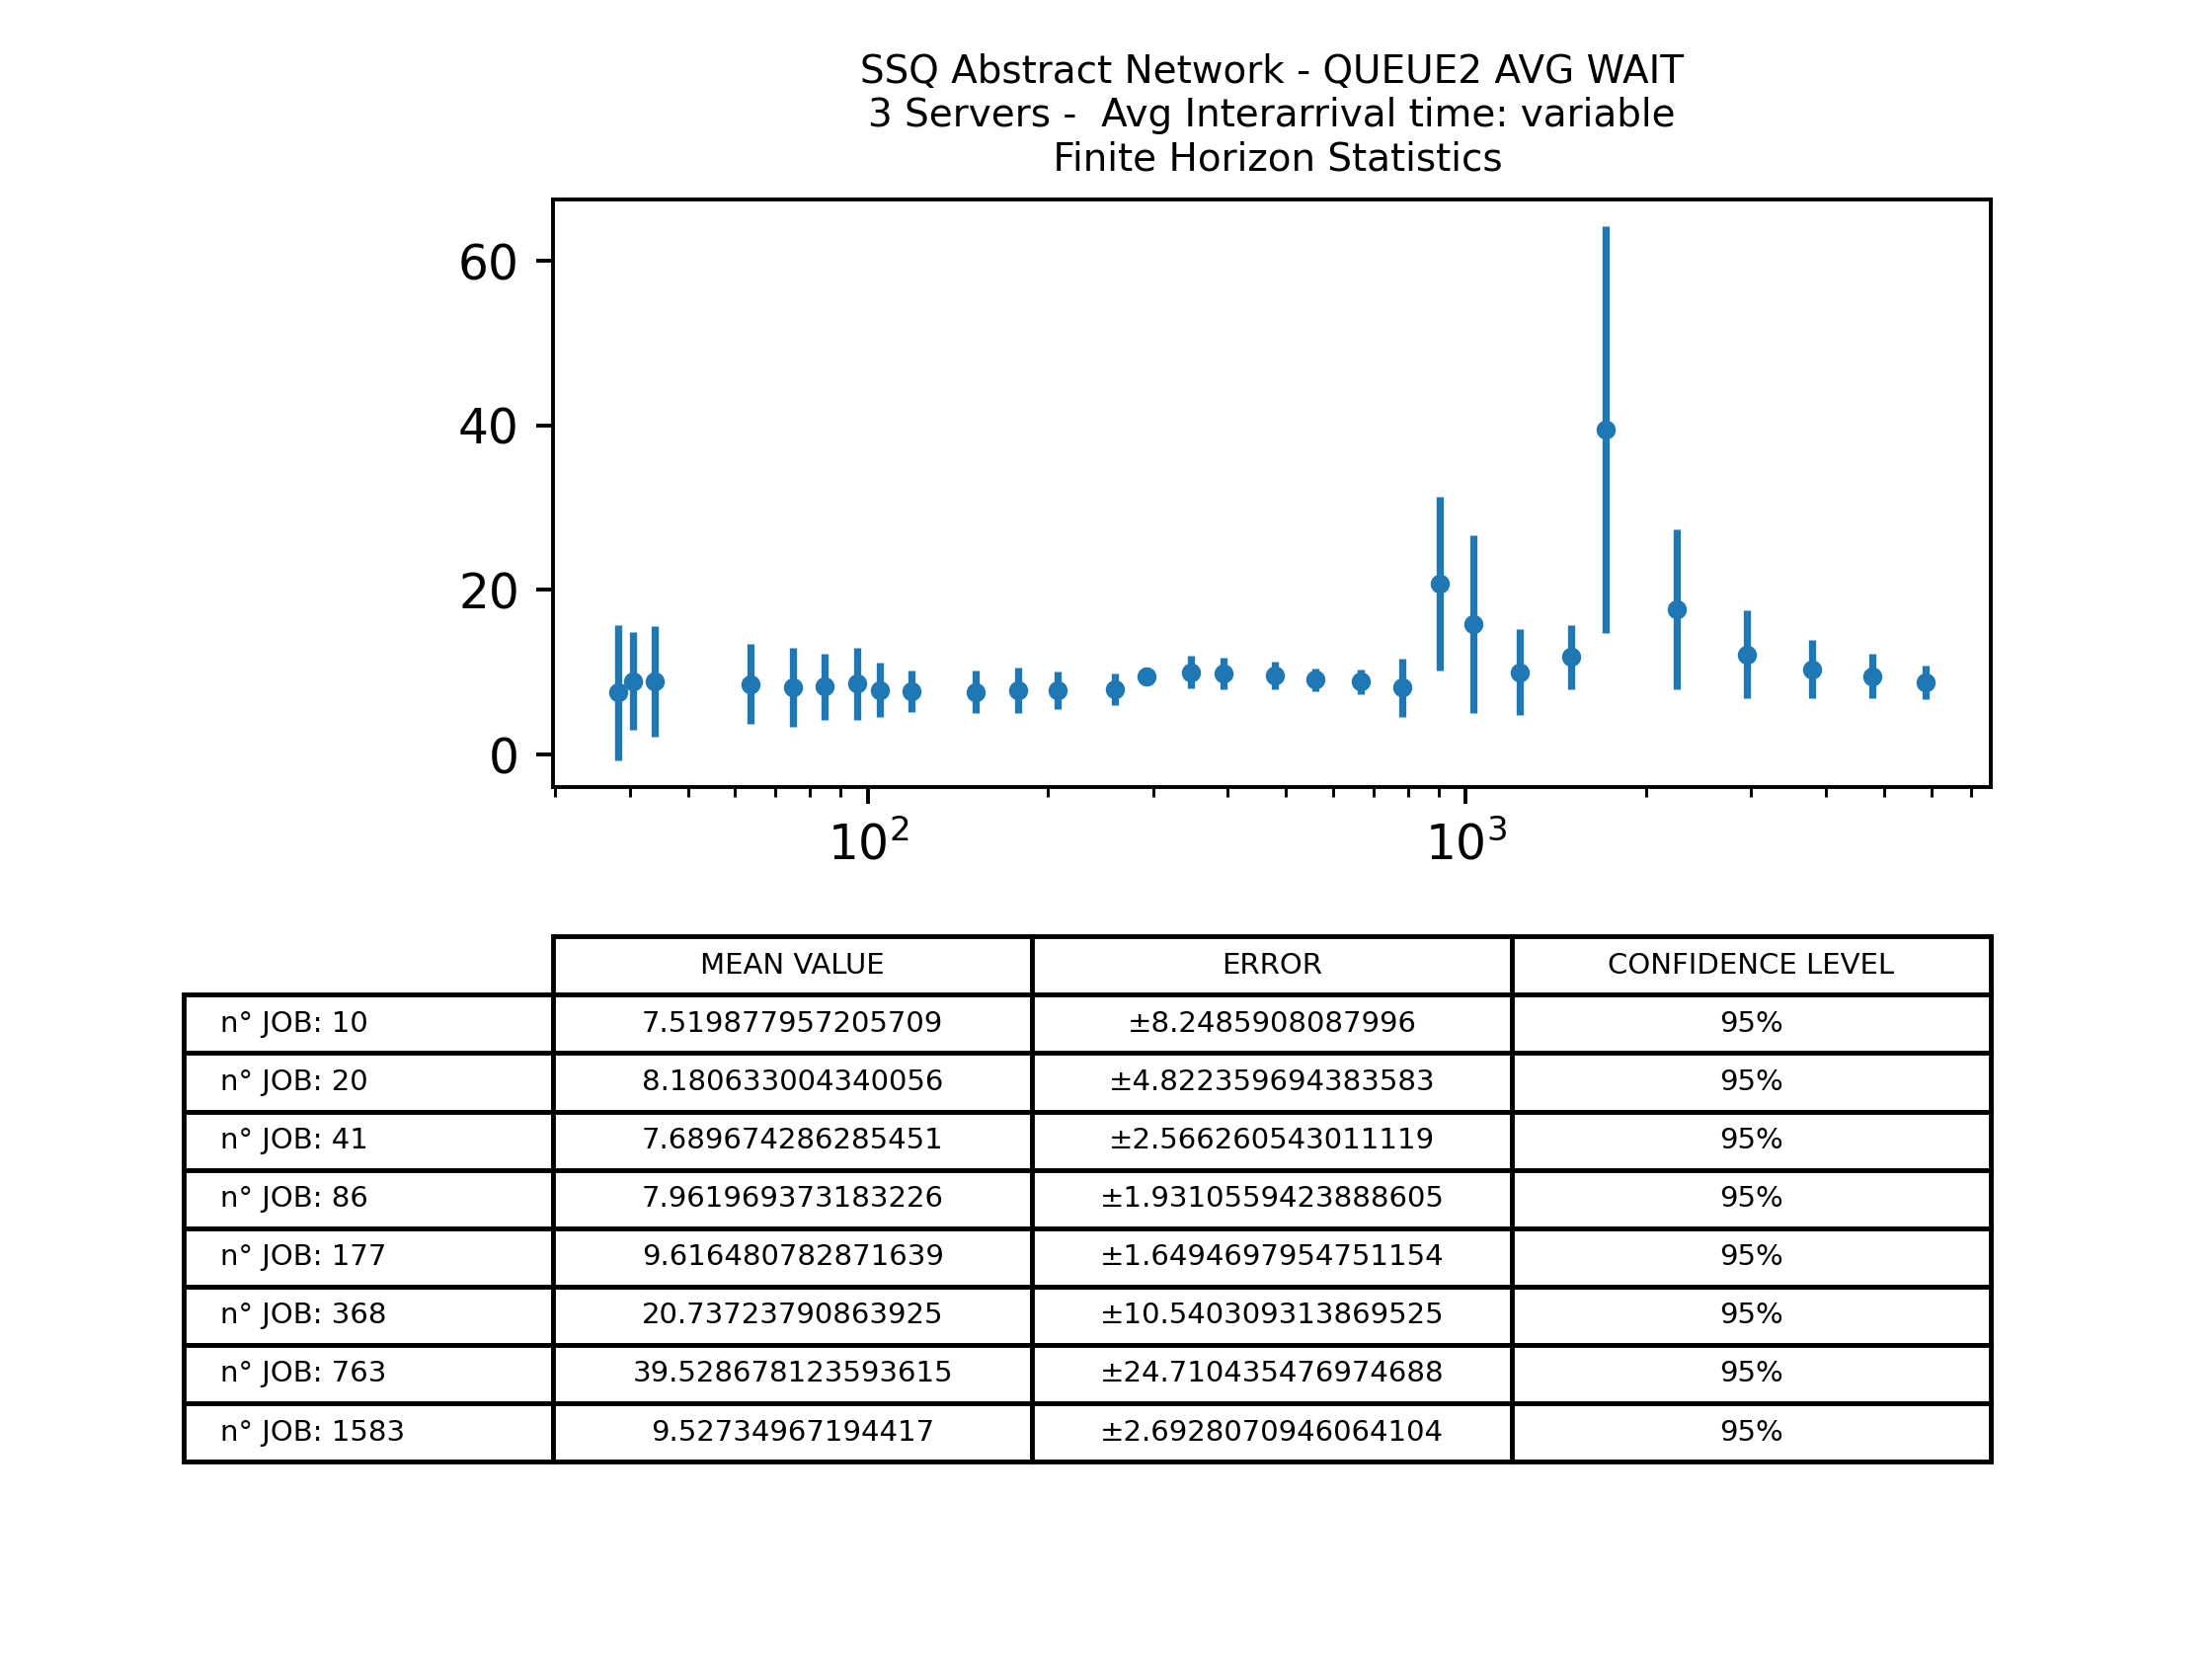 SSQ Abstract Network - QUEUE2 AVG WAIT
3 Servers -  Avg Interarrival time: variable
Finite Horizon Statistics
60
40
20
0
10²
10³
MEAN VALUE ERROR CONFIDENCE LEVEL
n° JOB: 10 7.519877957205709 ±8.2485908087996 95%
n° JOB: 20 8.180633004340056 ±4.822359694383583 95%
n° JOB: 41 7.689674286285451 ±2.566260543011119 95%
n° JOB: 86 7.961969373183226 ±1.9310559423888605 95%
n° JOB: 177 9.616480782871639 ±1.6494697954751154 95%
n° JOB: 368 20.73723790863925 ±10.540309313869525 95%
n° JOB: 763 39.528678123593615 ±24.710435476974688 95%
n° JOB: 1583 9.52734967194417 ±2.6928070946064104 95%